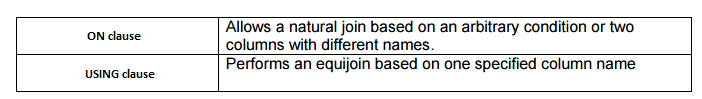 ON clause
Allows a natural join based on an arbitrary condition or two
columns with different names.
USING clause
Performs an equijoin based on one specified column name